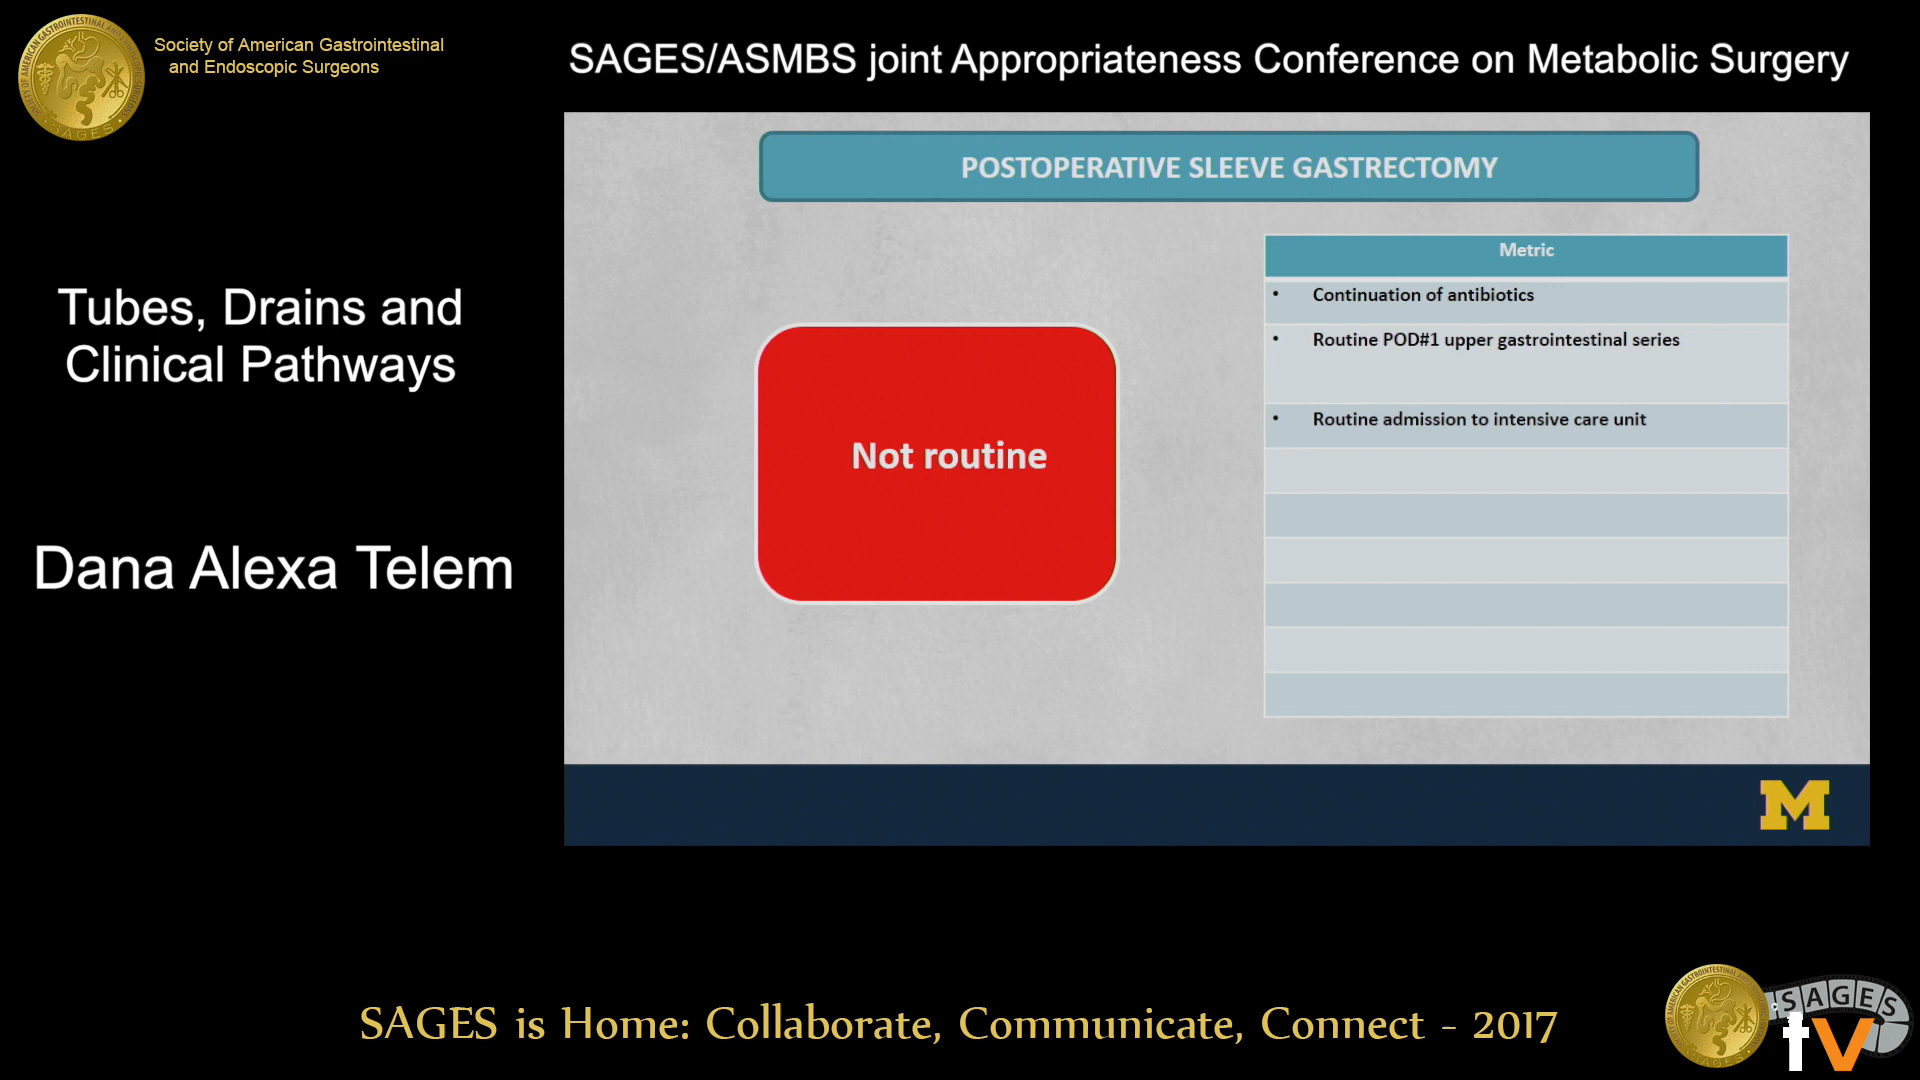 Society of American Gastrointestinal
and Endoscopic Surgeons
SAGES/ASMBS joint Appropriateness Conference on Metabolic Surgery
Tubes, Drains and
Clinical Pathways
Dana Alexa Telem
POSTOPERATIVE SLEEVE GASTRECTOMY
Not routine
Metric
• Continuation of antibiotics
• Routine POD#1 upper gastrointestinal series
• Routine admission to intensive care unit
M
SAGES is Home: Collaborate, Communicate, Connect - 2017
SAGES
tv